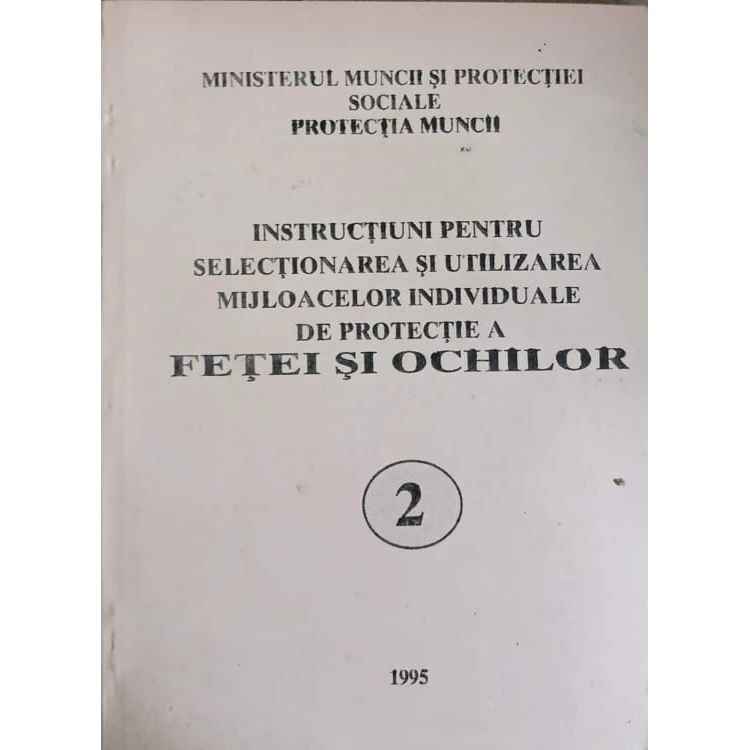 MINISTERUL MUNCII ŞI PROTECŢIEI
SOCIALE
PROTECŢIA MUNCII
INSTRUCŢIUNI PENTRU
SELECŢIONAREA ŞI UTILIZAREA
MIJLOACELOR INDIVIDUALE
DE PROTECŢIE A
FEŢEI ŞI OCHILOR
2
1995